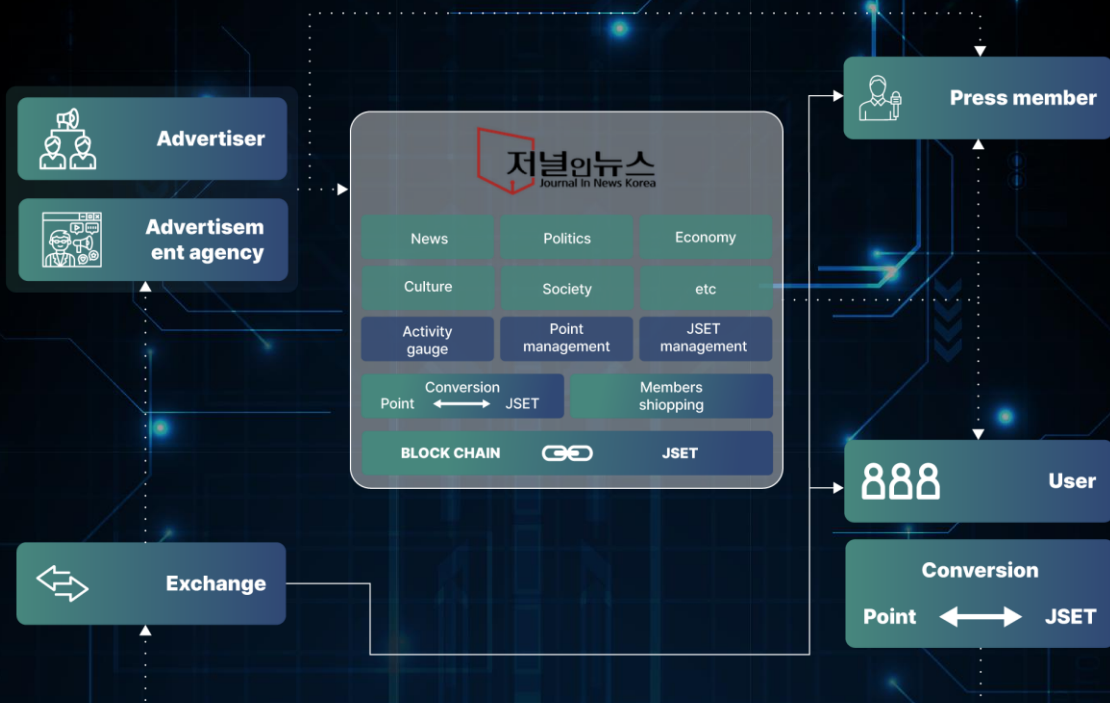 Advertiser
Advertisem
ent agency
Exchange
저널인뉴스
Journal In News Korea
News
Politics
Economy
Culture
Society
etc
Activity
gauge
Point
management
JSET
management
Conversion
Point
JSET
Members
shiopping
BLOCK CHAIN
JSET
Press member
User
Conversion
Point
JSET